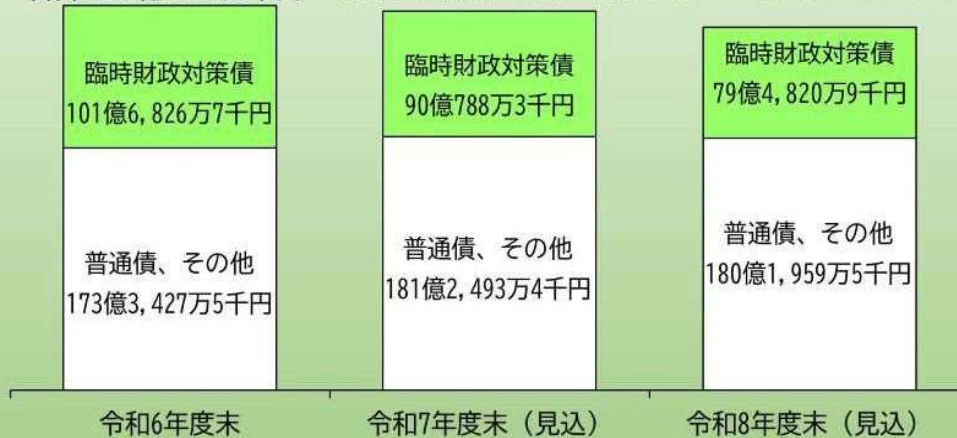 臨時財政対策債
101億6,826万7千円
普通債、その他
173億3,427万5千円
令和6年度末
臨時財政対策債
90億788万3千円
普通債、その他
181億2,493万4千円
令和7年度末（見込）
臨時財政対策債
79億4,820万9千円
普通債、その他
180億1,959万5千円
令和8年度末（見込）